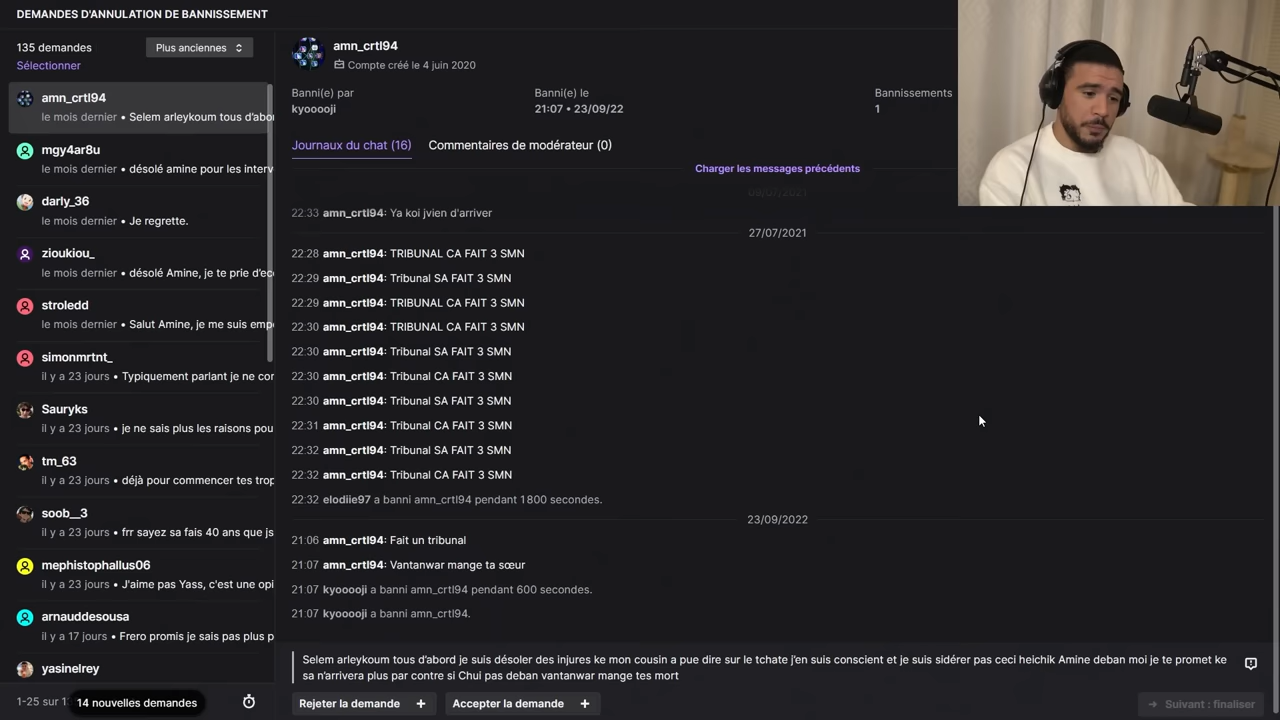 DEMANDES D'ANNULATION DE BANNISSEMENT
135 demandes
Plus anciennes
Sélectionner
amn_crtl94
le mois dernier • Selem arleykoum tous d'abor
mgy4ar8u
le mois dernier • désolé amine pour les interv
darly_36
le mois dernier • Je regrette.
zioukiou_
le mois dernier • désolé Amine, je te prie d'ec
stroledd
le mois dernier • Salut Amine, je me suis emp
simonmrtnt_
il y a 23 jours • Typiquement parlant je ne cor
Sauryks
il y a 23 jours • je ne sais plus les raisons pou
tm_63
il y a 23 jours • déjà pour commencer tes trop
soob__3
il y a 23 jours • frr sayez sa fais 40 ans que js
mephistophallus06
il y a 23 jours • J'aime pas Yass, c'est une opi
arnauddesousa
il y a 17 jours • Frero promis je sais pas plus p
yasinelrey
1-25 sur 1
14 nouvelles demandes
amn_crtl94
Compte créé le 4 juin 2020
Banni(e) par
kyooooji
Banni(e) le
21:07 • 23/09/22
Bannissements
1
Journaux du chat (16)
Commentaires de modérateur (0)
Charger les messages précédents
22:33 amn_crtl94: Ya koi jvien d'arriver
27/07/2021
22:28 amn_crtl94: TRIBUNAL CA FAIT 3 SMN
22:29 amn_crtl94: Tribunal SA FAIT 3 SMN
22:29 amn_crtl94: TRIBUNAL CA FAIT 3 SMN
22:30 amn_crtl94: TRIBUNAL CA FAIT 3 SMN
22:30 amn_crtl94: Tribunal SA FAIT 3 SMN
22:30 amn_crtl94: Tribunal CA FAIT 3 SMN
22:30 amn_crtl94: Tribunal SA FAIT 3 SMN
22:31 amn_crtl94: Tribunal CA FAIT 3 SMN
22:32 amn_crtl94: Tribunal SA FAIT 3 SMN
22:32 amn_crtl94: Tribunal CA FAIT 3 SMN
22:32 elodiie97 a banni amn_crtl94 pendant 1 800 secondes.
23/09/2022
21:06 amn_crtl94: Fait un tribunal
21:07 amn_crtl94: Vantanwar mange ta sœur
21:07 kyooooji a banni amn_crtl94 pendant 600 secondes.
21:07 kyooooji a banni amn_crtl94.
Selem arleykoum tous d'abord je suis désoler des injures ke mon cousin a pue dire sur le tchate j'en suis conscient et je suis sidérer pas ceci heichik Amine deban moi je te promet ke
sa n'arrivera plus par contre si Chui pas deban vantanwar mange tes mort
Rejeter la demande +
Accepter la demande +
Suivant : finaliser